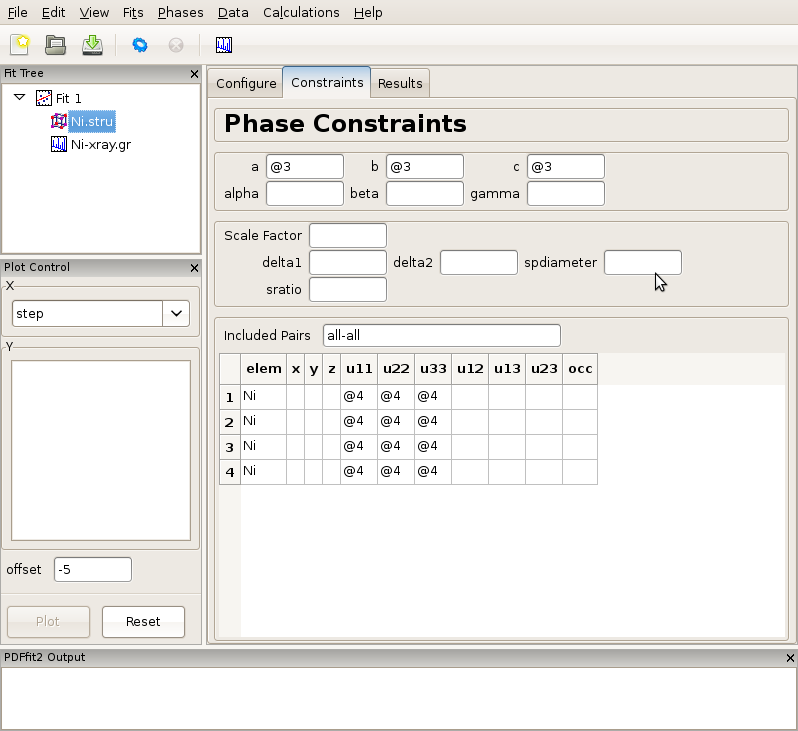 File Edit View Fits Phases Data Calculations Help
Fit Tree
Fit 1
Ni.stru
Ni-xray.gr
Plot Control
X
step
Y
offset -5
Plot Reset
Configure Constraints Results
Phase Constraints
a @3 b @3 c @3
alpha beta gamma
Scale Factor
delta1 delta2 spdiameter
sratio
Included Pairs all-all
elem x y z u11 u22 u33 u12 u13 u23 occ
1 Ni @4 @4 @4
2 Ni @4 @4 @4
3 Ni @4 @4 @4
4 Ni @4 @4 @4
PDFfit2 Output